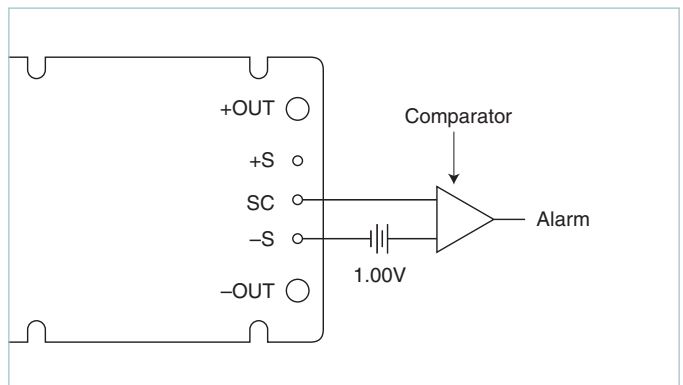 +OUT
Comparator
+S
SC
Alarm
–S
1.00V
–OUT